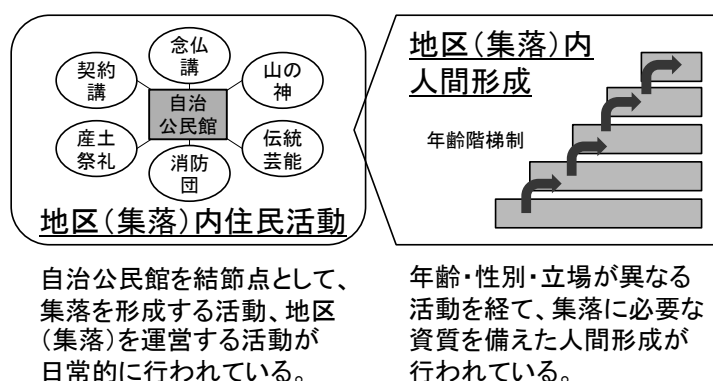 念仏
講
契約
講
山の
神
自治
公民館
産土
祭礼
伝統
芸能
消防
団
地区(集落)内住民活動
地区(集落)内
人間形成
年齢階梯制
自治公民館を結節点として、
集落を形成する活動、地区
(集落)を運営する活動が
日常的に行われている。
年齢・性別・立場が異なる
活動を経て、集落に必要な
資質を備えた人間形成が
行われている。